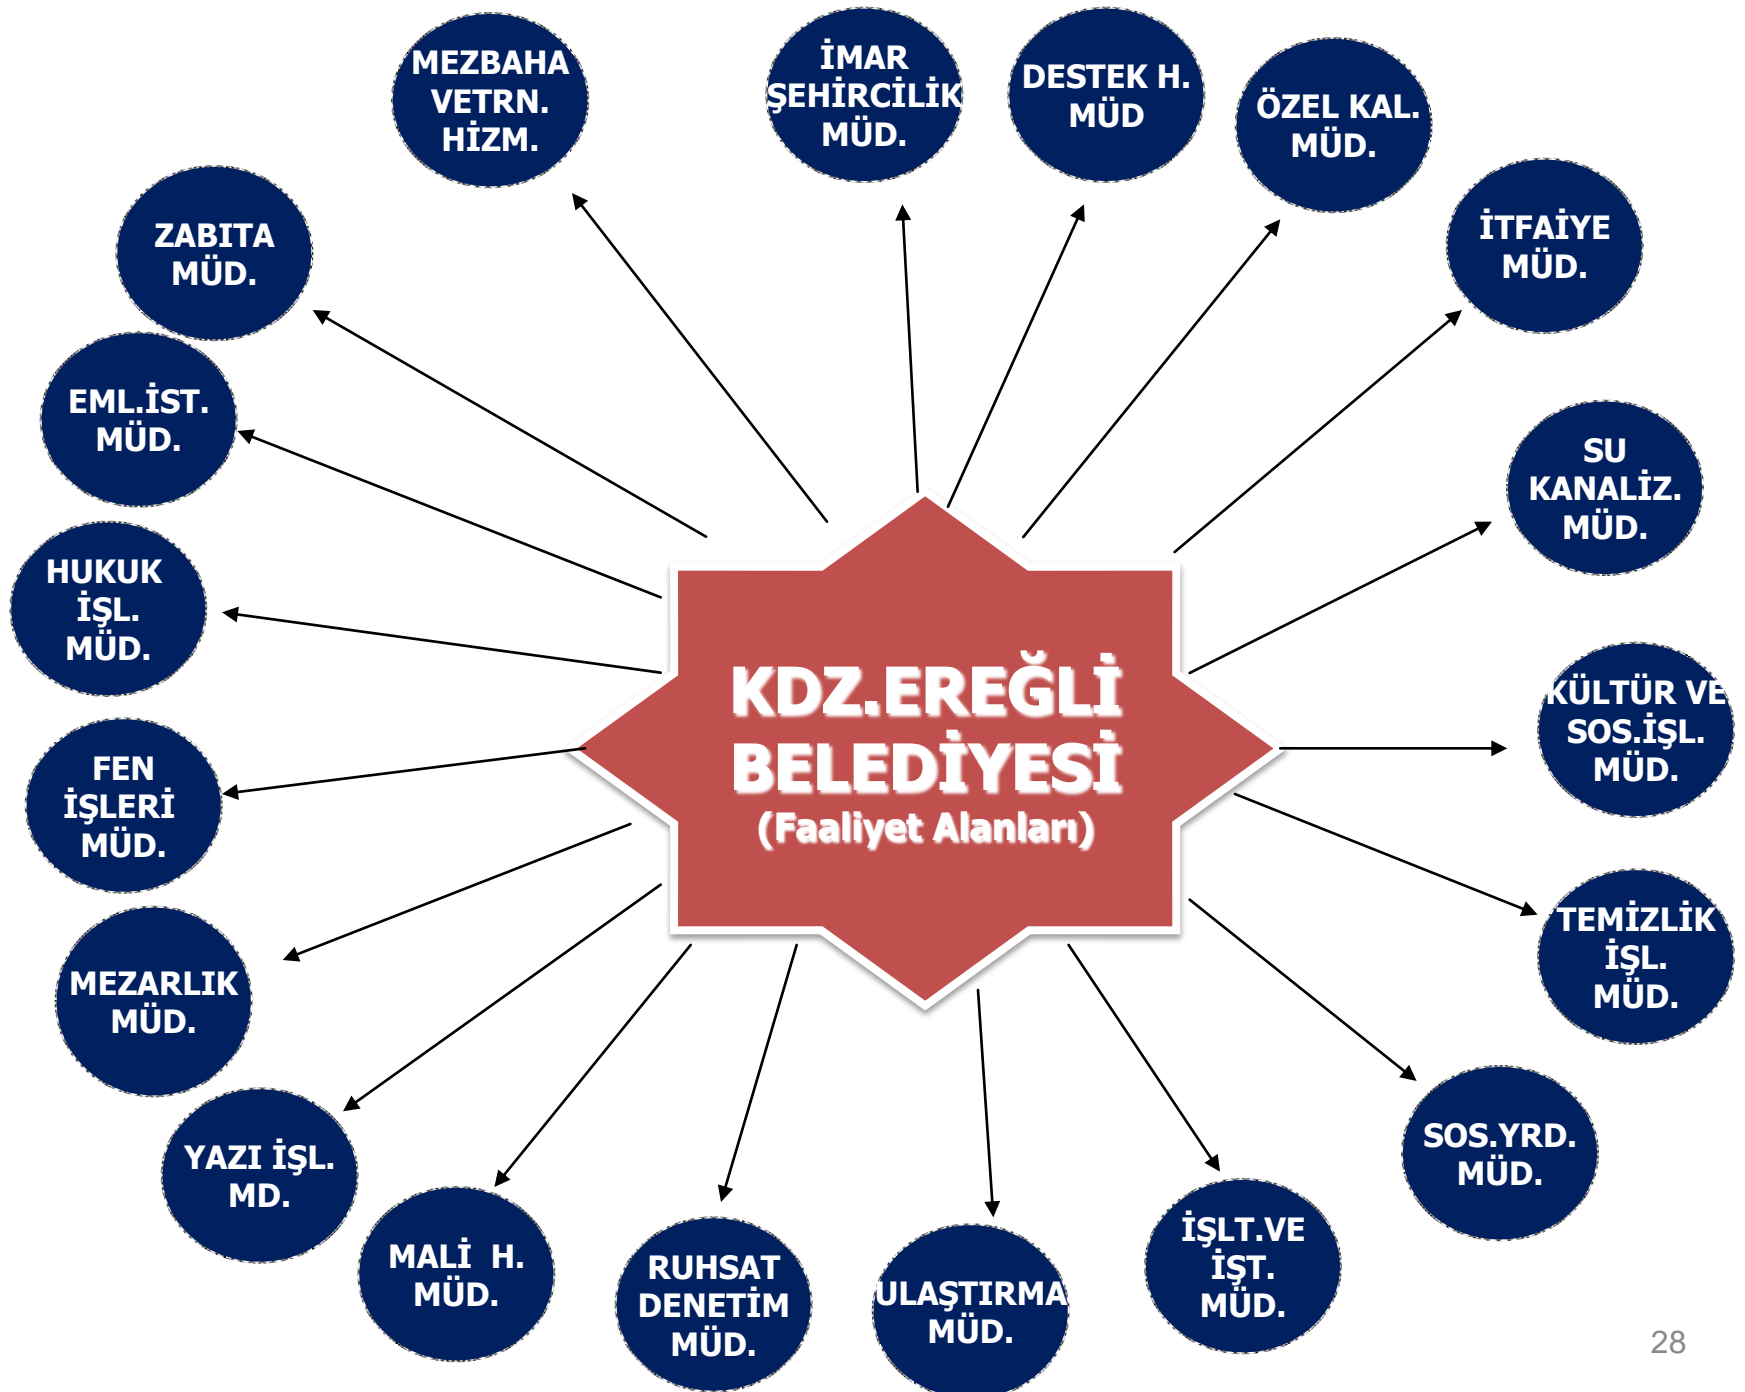 MEZBAHA
VETRN.
HİZM.
İMAR
ŞEHİRCİLİK
MÜD.
DESTEK H.
MÜD
ÖZEL KAL.
MÜD.
İTFAİYE
MÜD.
ZABITA
MÜD.
EML.İST.
MÜD.
SU
KANALİZ.
MÜD.
HUKUK
İŞL.
MÜD.
KDZ.EREĞLİ
BELEDİYESİ
(Faaliyet Alanları)
KÜLTÜR VE
SOS.İŞL.
MÜD.
FEN
İŞLERİ
MÜD.
TEMİZLİK
İŞL.
MÜD.
MEZARLIK
MÜD.
SOS.YRD.
MÜD.
YAZI İŞL.
MD.
MALİ  H.
MÜD.
RUHSAT
DENETİM
MÜD.
ULAŞTIRMA
MÜD.
İŞLT.VE
İŞT.
MÜD.
28